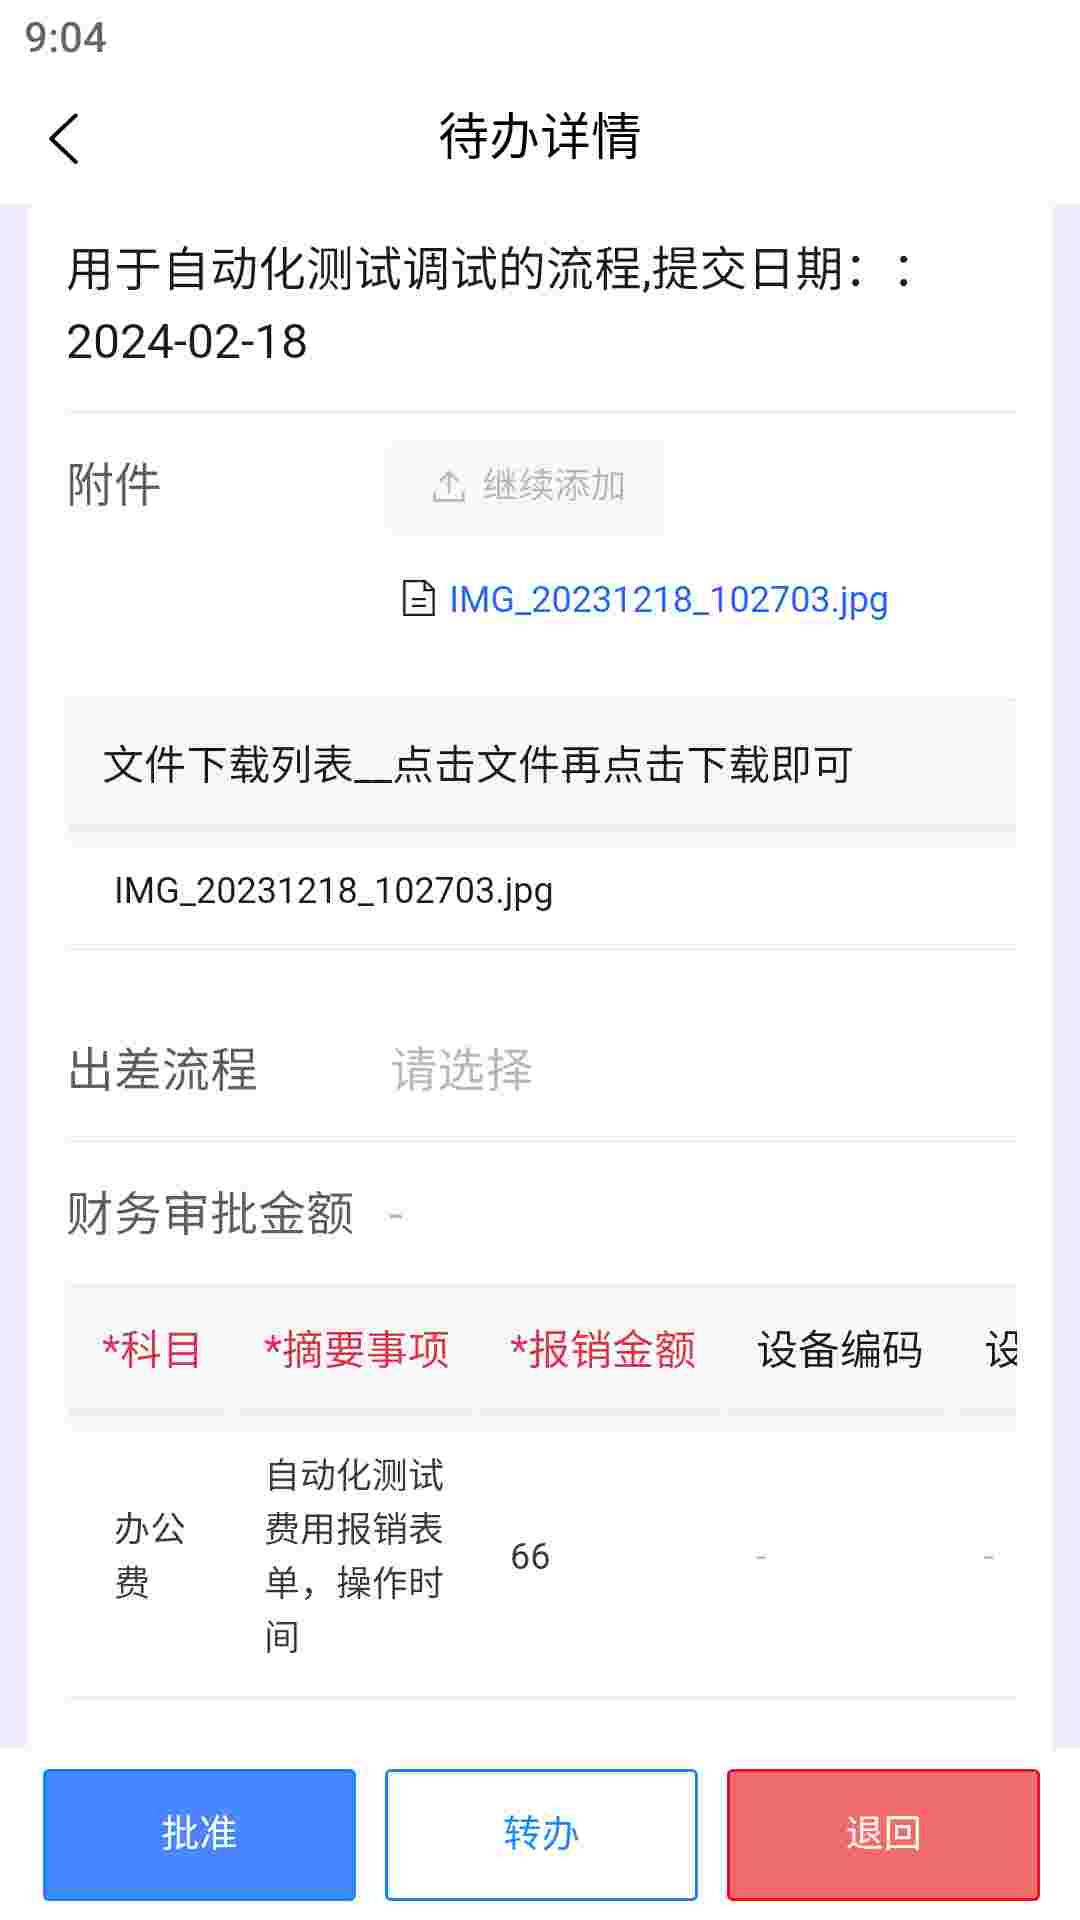 9:04
待办详情
用于自动化测试调试的流程,提交日期：：
2024-02-18
附件
继续添加
IMG_20231218_102703.jpg
文件下载列表__点击文件再点击下载即可
IMG_20231218_102703.jpg
出差流程 请选择
财务审批金额 -
*科目 *摘要事项 *报销金额 设备编码 设
办公
费
自动化测试
费用报销表
单，操作时
间
66
-
-
批准 转办 退回